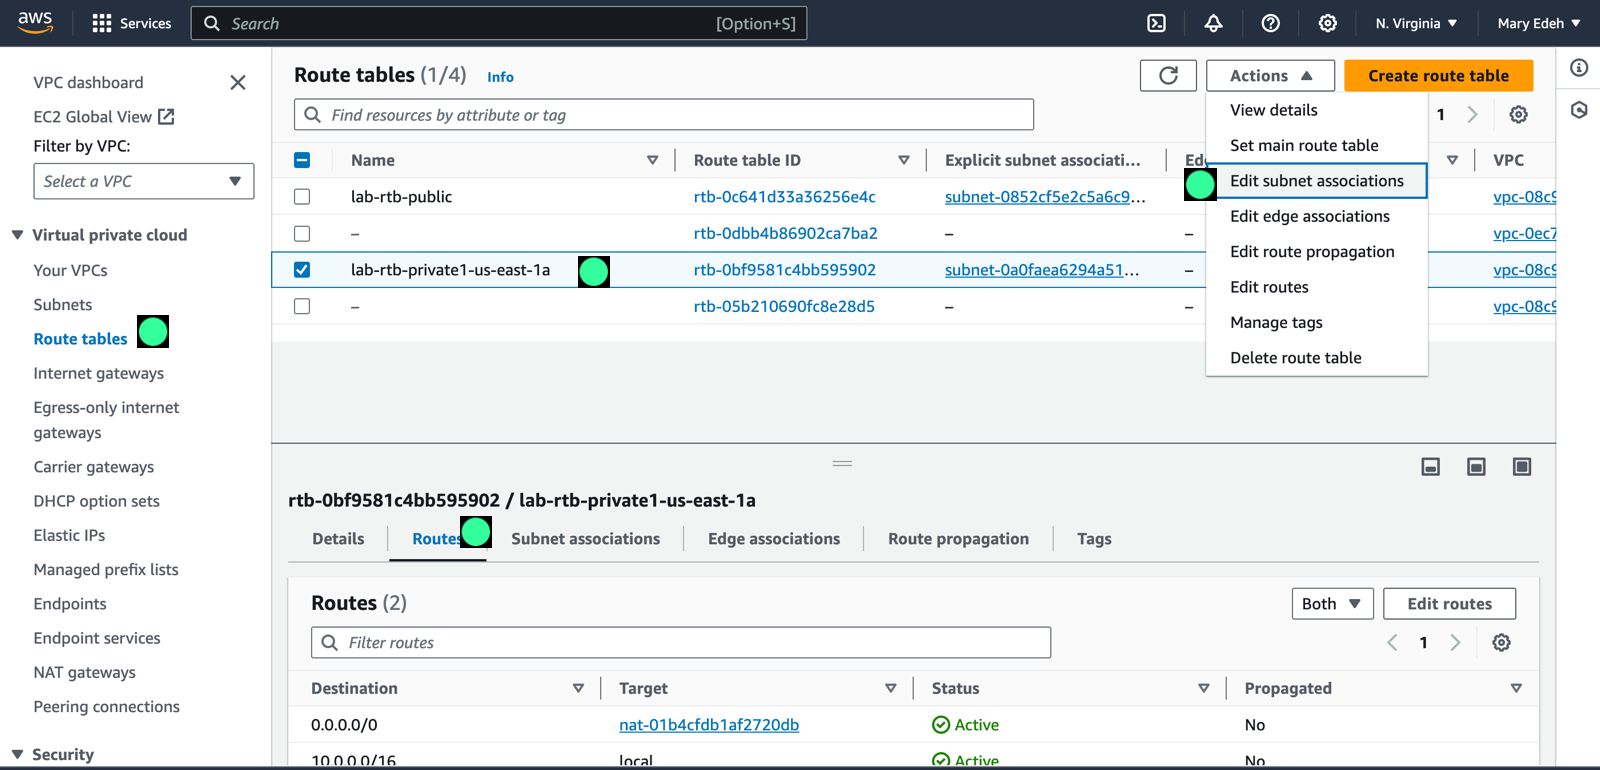 aws
Services
Search
[Option+S]
N. Virginia
Mary Edeh
VPC dashboard
EC2 Global View
Filter by VPC:
Select a VPC
Virtual private cloud
Your VPCs
Subnets
Route tables
Internet gateways
Egress-only internet
gateways
Carrier gateways
DHCP option sets
Elastic IPs
Managed prefix lists
Endpoints
Endpoint services
NAT gateways
Peering connections
Security
Route tables (1/4) Info
Actions
Create route table
Find resources by attribute or tag
1
View details
Set main route table
Edit subnet associations
Edit edge associations
Edit route propagation
Edit routes
Manage tags
Delete route table
Name Route table ID Explicit subnet associati... VPC
lab-rtb-public rtb-0c641d33a36256e4c subnet-0852cf5e2c5a6c9... vpc-08c9
– rtb-0dbb4b86902ca7ba2 – – vpc-0ec7
lab-rtb-private1-us-east-1a rtb-0bf9581c4bb595902 subnet-0a0faea6294a51... – vpc-08c9
– rtb-05b210690fc8e28d5 – – vpc-08c9
rtb-0bf9581c4bb595902 / lab-rtb-private1-us-east-1a
Details Routes Subnet associations Edge associations Route propagation Tags
Routes (2)
Both
Edit routes
Filter routes
1
Destination Target Status Propagated
0.0.0.0/0 nat-01b4cfdb1af2720db Active No
10.0.0.0/16 local Active No